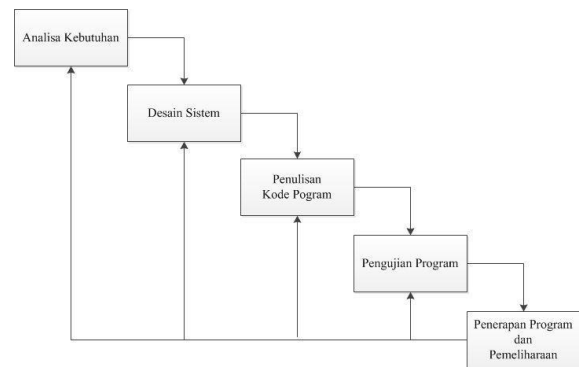 Analisa Kebutuhan
Desain Sistem
Penulisan
Kode Pogram
Pengujian Program
Penerapan Program
dan
Pemeliharaan